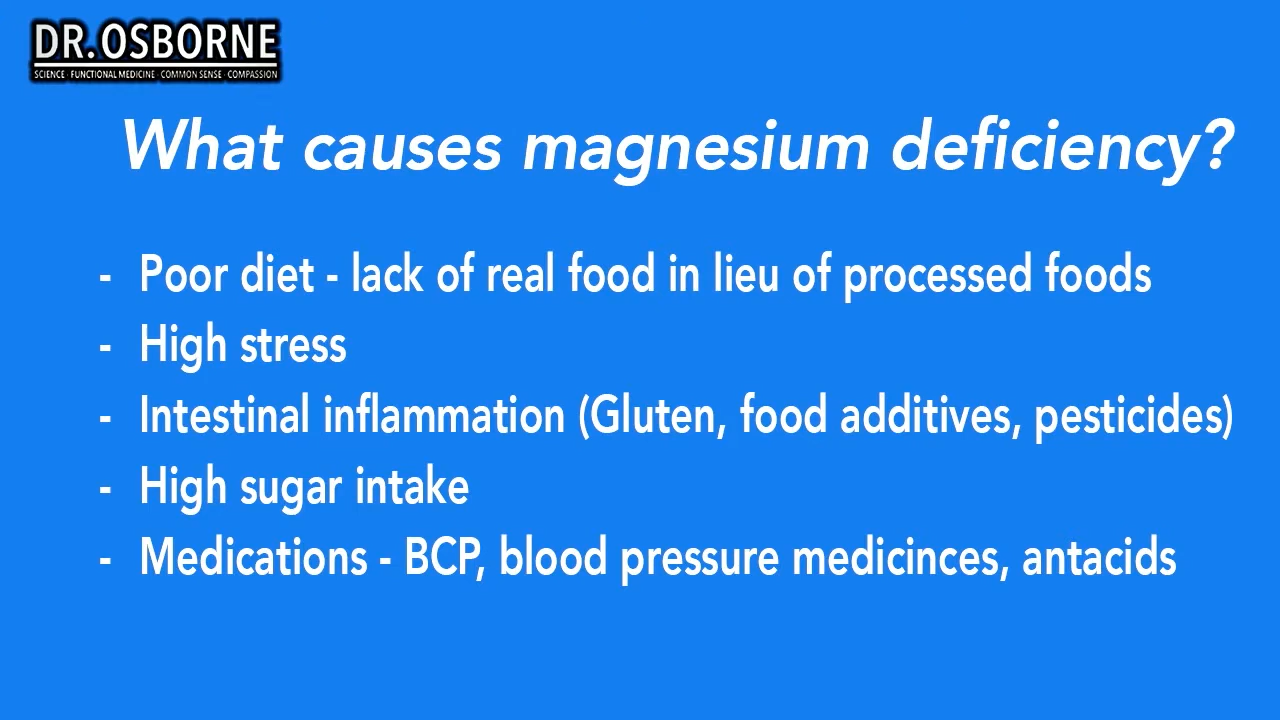 DR. OSBORNE
SCIENCE · FUNCTIONAL MEDICINE · COMMON SENSE · COMPASSION
What causes magnesium deficiency?
- Poor diet - lack of real food in lieu of processed foods
- High stress
- Intestinal inflammation (Gluten, food additives, pesticides)
- High sugar intake
- Medications - BCP, blood pressure medicinces, antacids